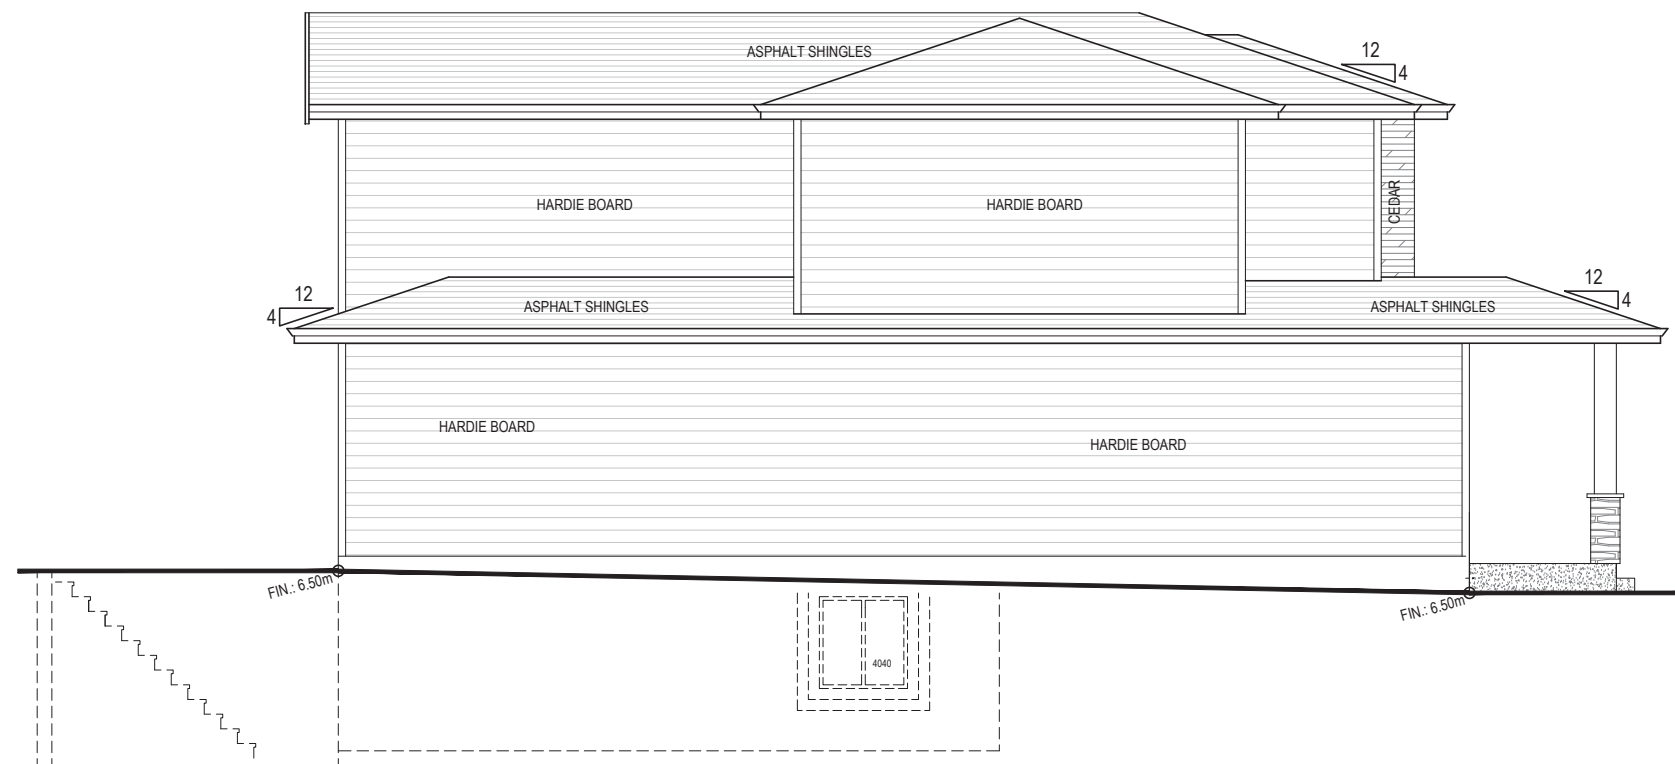 ASPHALT SHINGLES
12
4
HARDIE BOARD
HARDIE BOARD
CEDAR
12
4
ASPHALT SHINGLES
ASPHALT SHINGLES
12
4
HARDIE BOARD
HARDIE BOARD
FIN.: 6.50m
FIN.: 6.50m
4040